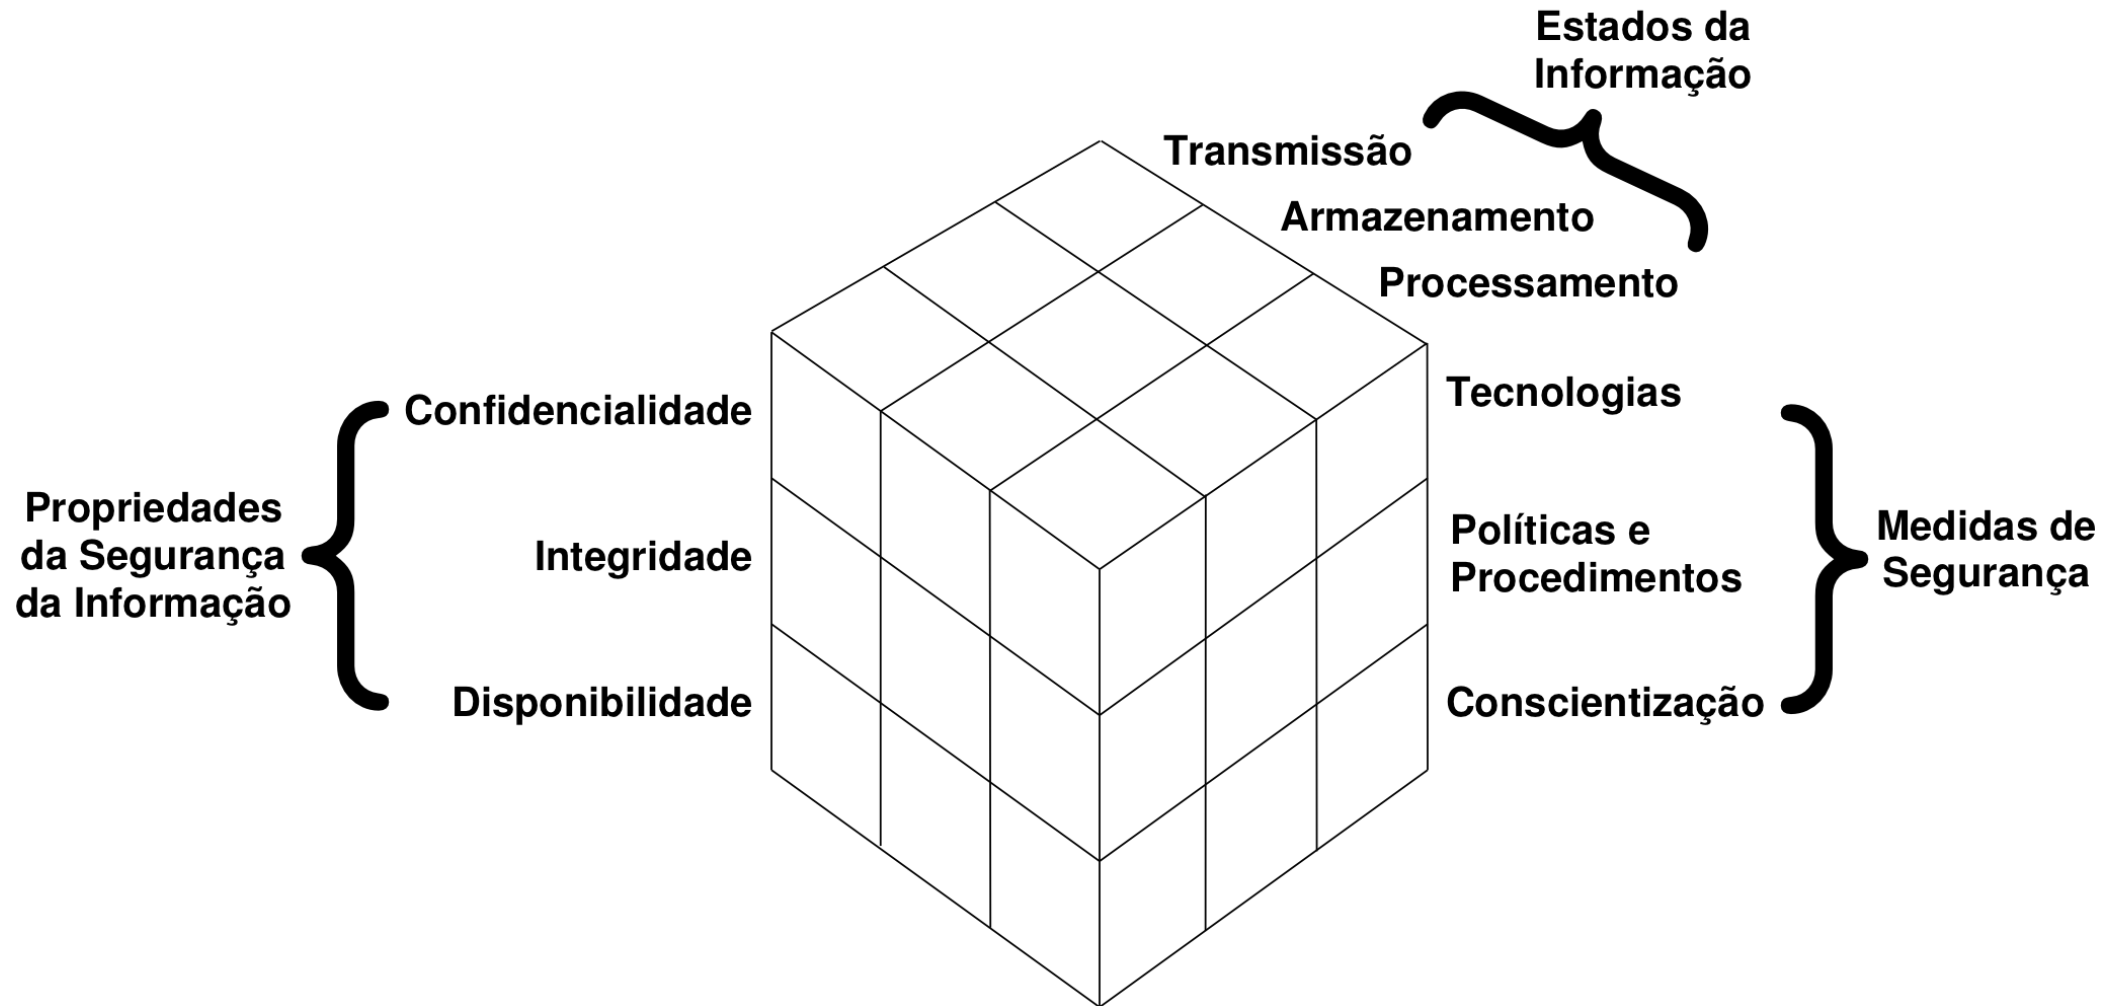 Estados da
Informação
Transmissão
Armazenamento
Processamento
Confidencialidade
Integridade
Disponibilidade
Propriedades
da Segurança
da Informação
Tecnologias
Políticas e
Procedimentos
Conscientização
Medidas de
Segurança